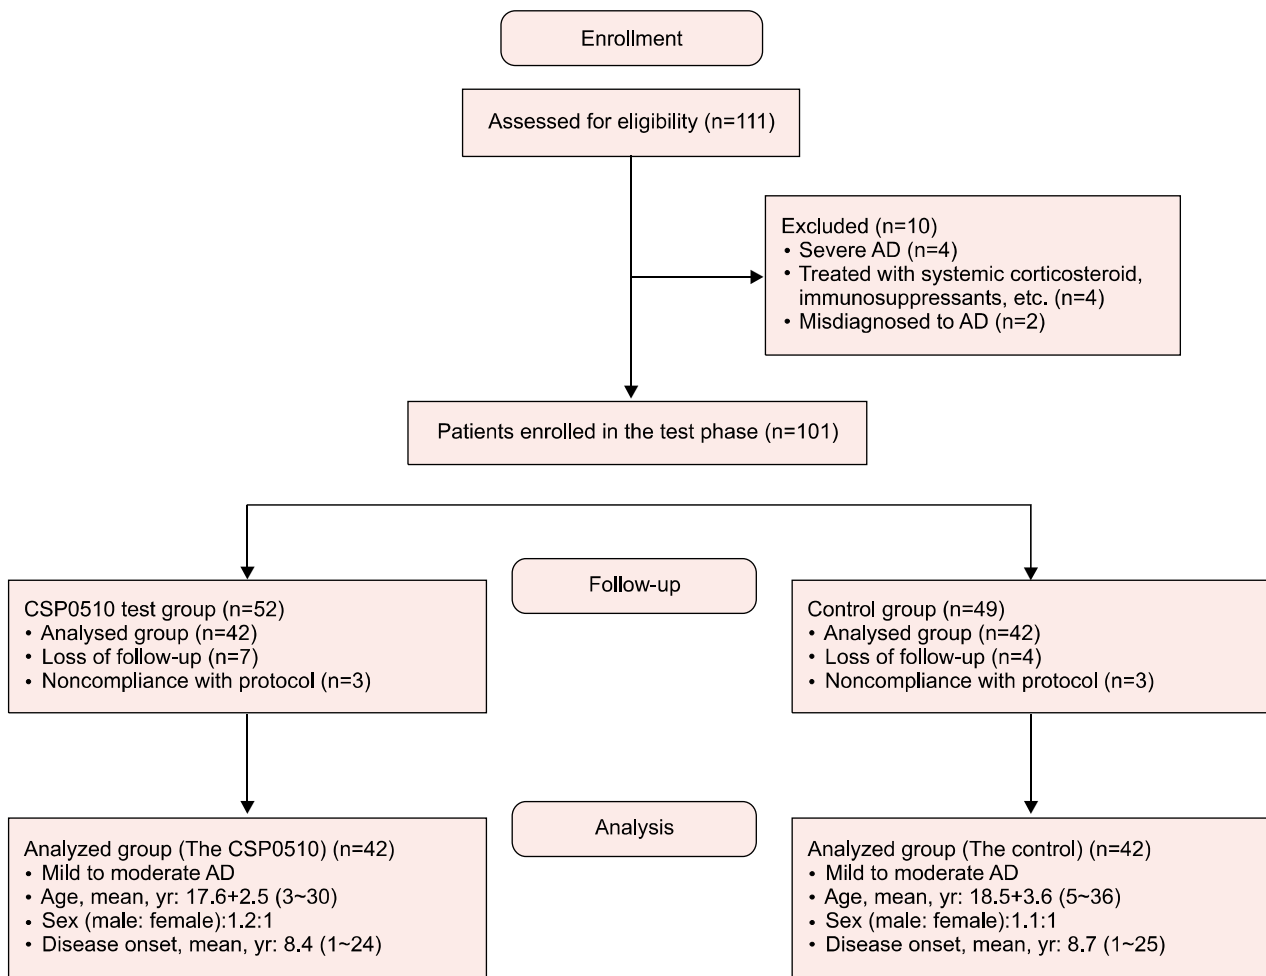 Enrollment
Assessed for eligibility (n=111)
Excluded (n=10)
• Severe AD (n=4)
• Treated with systemic corticosteroid,
immunosuppressants, etc. (n=4)
• Misdiagnosed to AD (n=2)
Patients enrolled in the test phase (n=101)
Follow-up
CSP0510 test group (n=52)
• Analysed group (n=42)
• Loss of follow-up (n=7)
• Noncompliance with protocol (n=3)
Control group (n=49)
• Analysed group (n=42)
• Loss of follow-up (n=4)
• Noncompliance with protocol (n=3)
Analysis
Analyzed group (The CSP0510) (n=42)
• Mild to moderate AD
• Age, mean, yr: 17.6+2.5 (3~30)
• Sex (male: female):1.2:1
• Disease onset, mean, yr: 8.4 (1~24)
Analyzed group (The control) (n=42)
• Mild to moderate AD
• Age, mean, yr: 18.5+3.6 (5~36)
• Sex (male: female):1.1:1
• Disease onset, mean, yr: 8.7 (1~25)